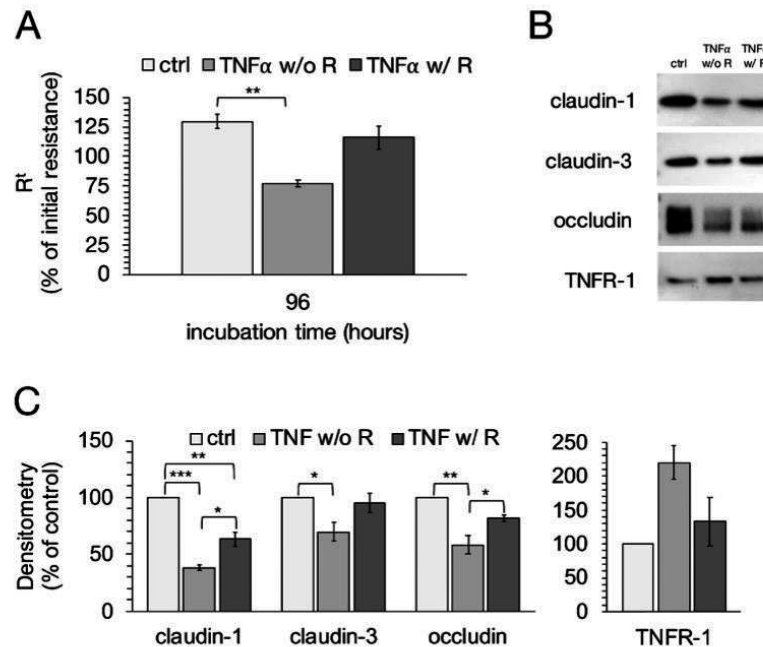 A
ctrl TNFα w/o R TNFα w/ R
150
125
100
75
50
25
0
**
Rᵗ
(% of initial resistance)
96
incubation time (hours)
B
ctrl TNFα w/o R TNFα w/ R
claudin-1
claudin-3
occludin
TNFR-1
C
ctrl TNF w/o R TNF w/ R
150
100
50
0
Densitometry
(% of control)
**
***
*
*
**
*
claudin-1 claudin-3 occludin
250
200
150
100
50
0
TNFR-1